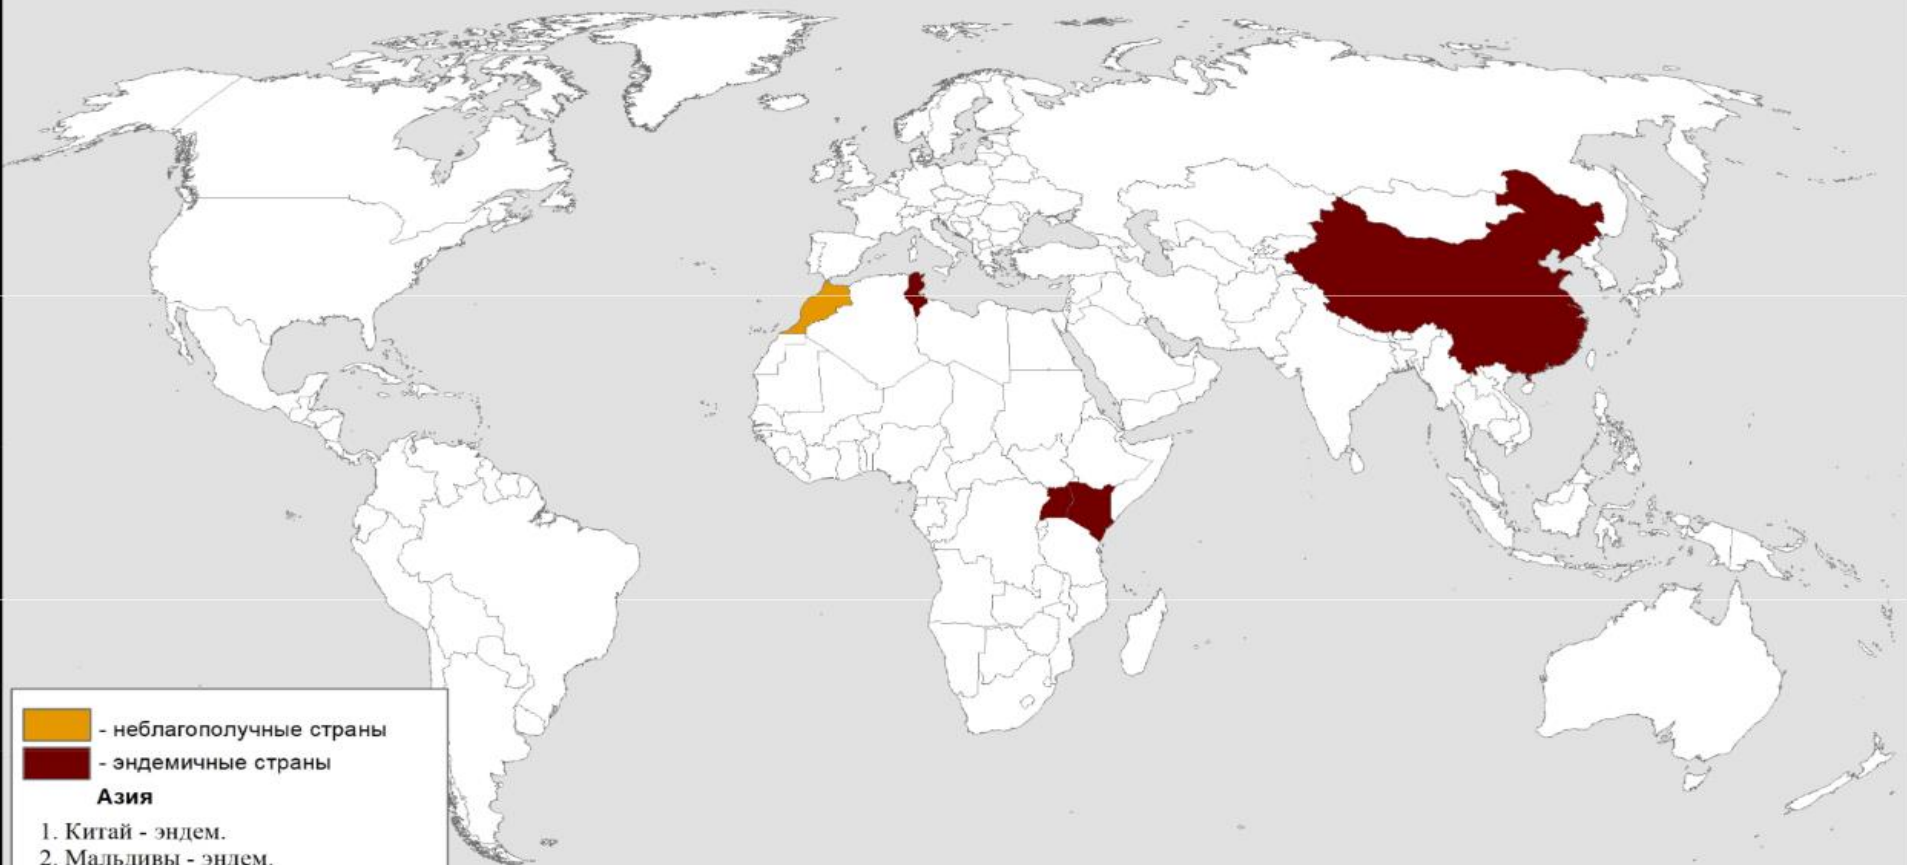 - неблагополучные страны
- эндемичные страны
Азия
1. Китай - эндем.
2. Мальдивы - эндем.